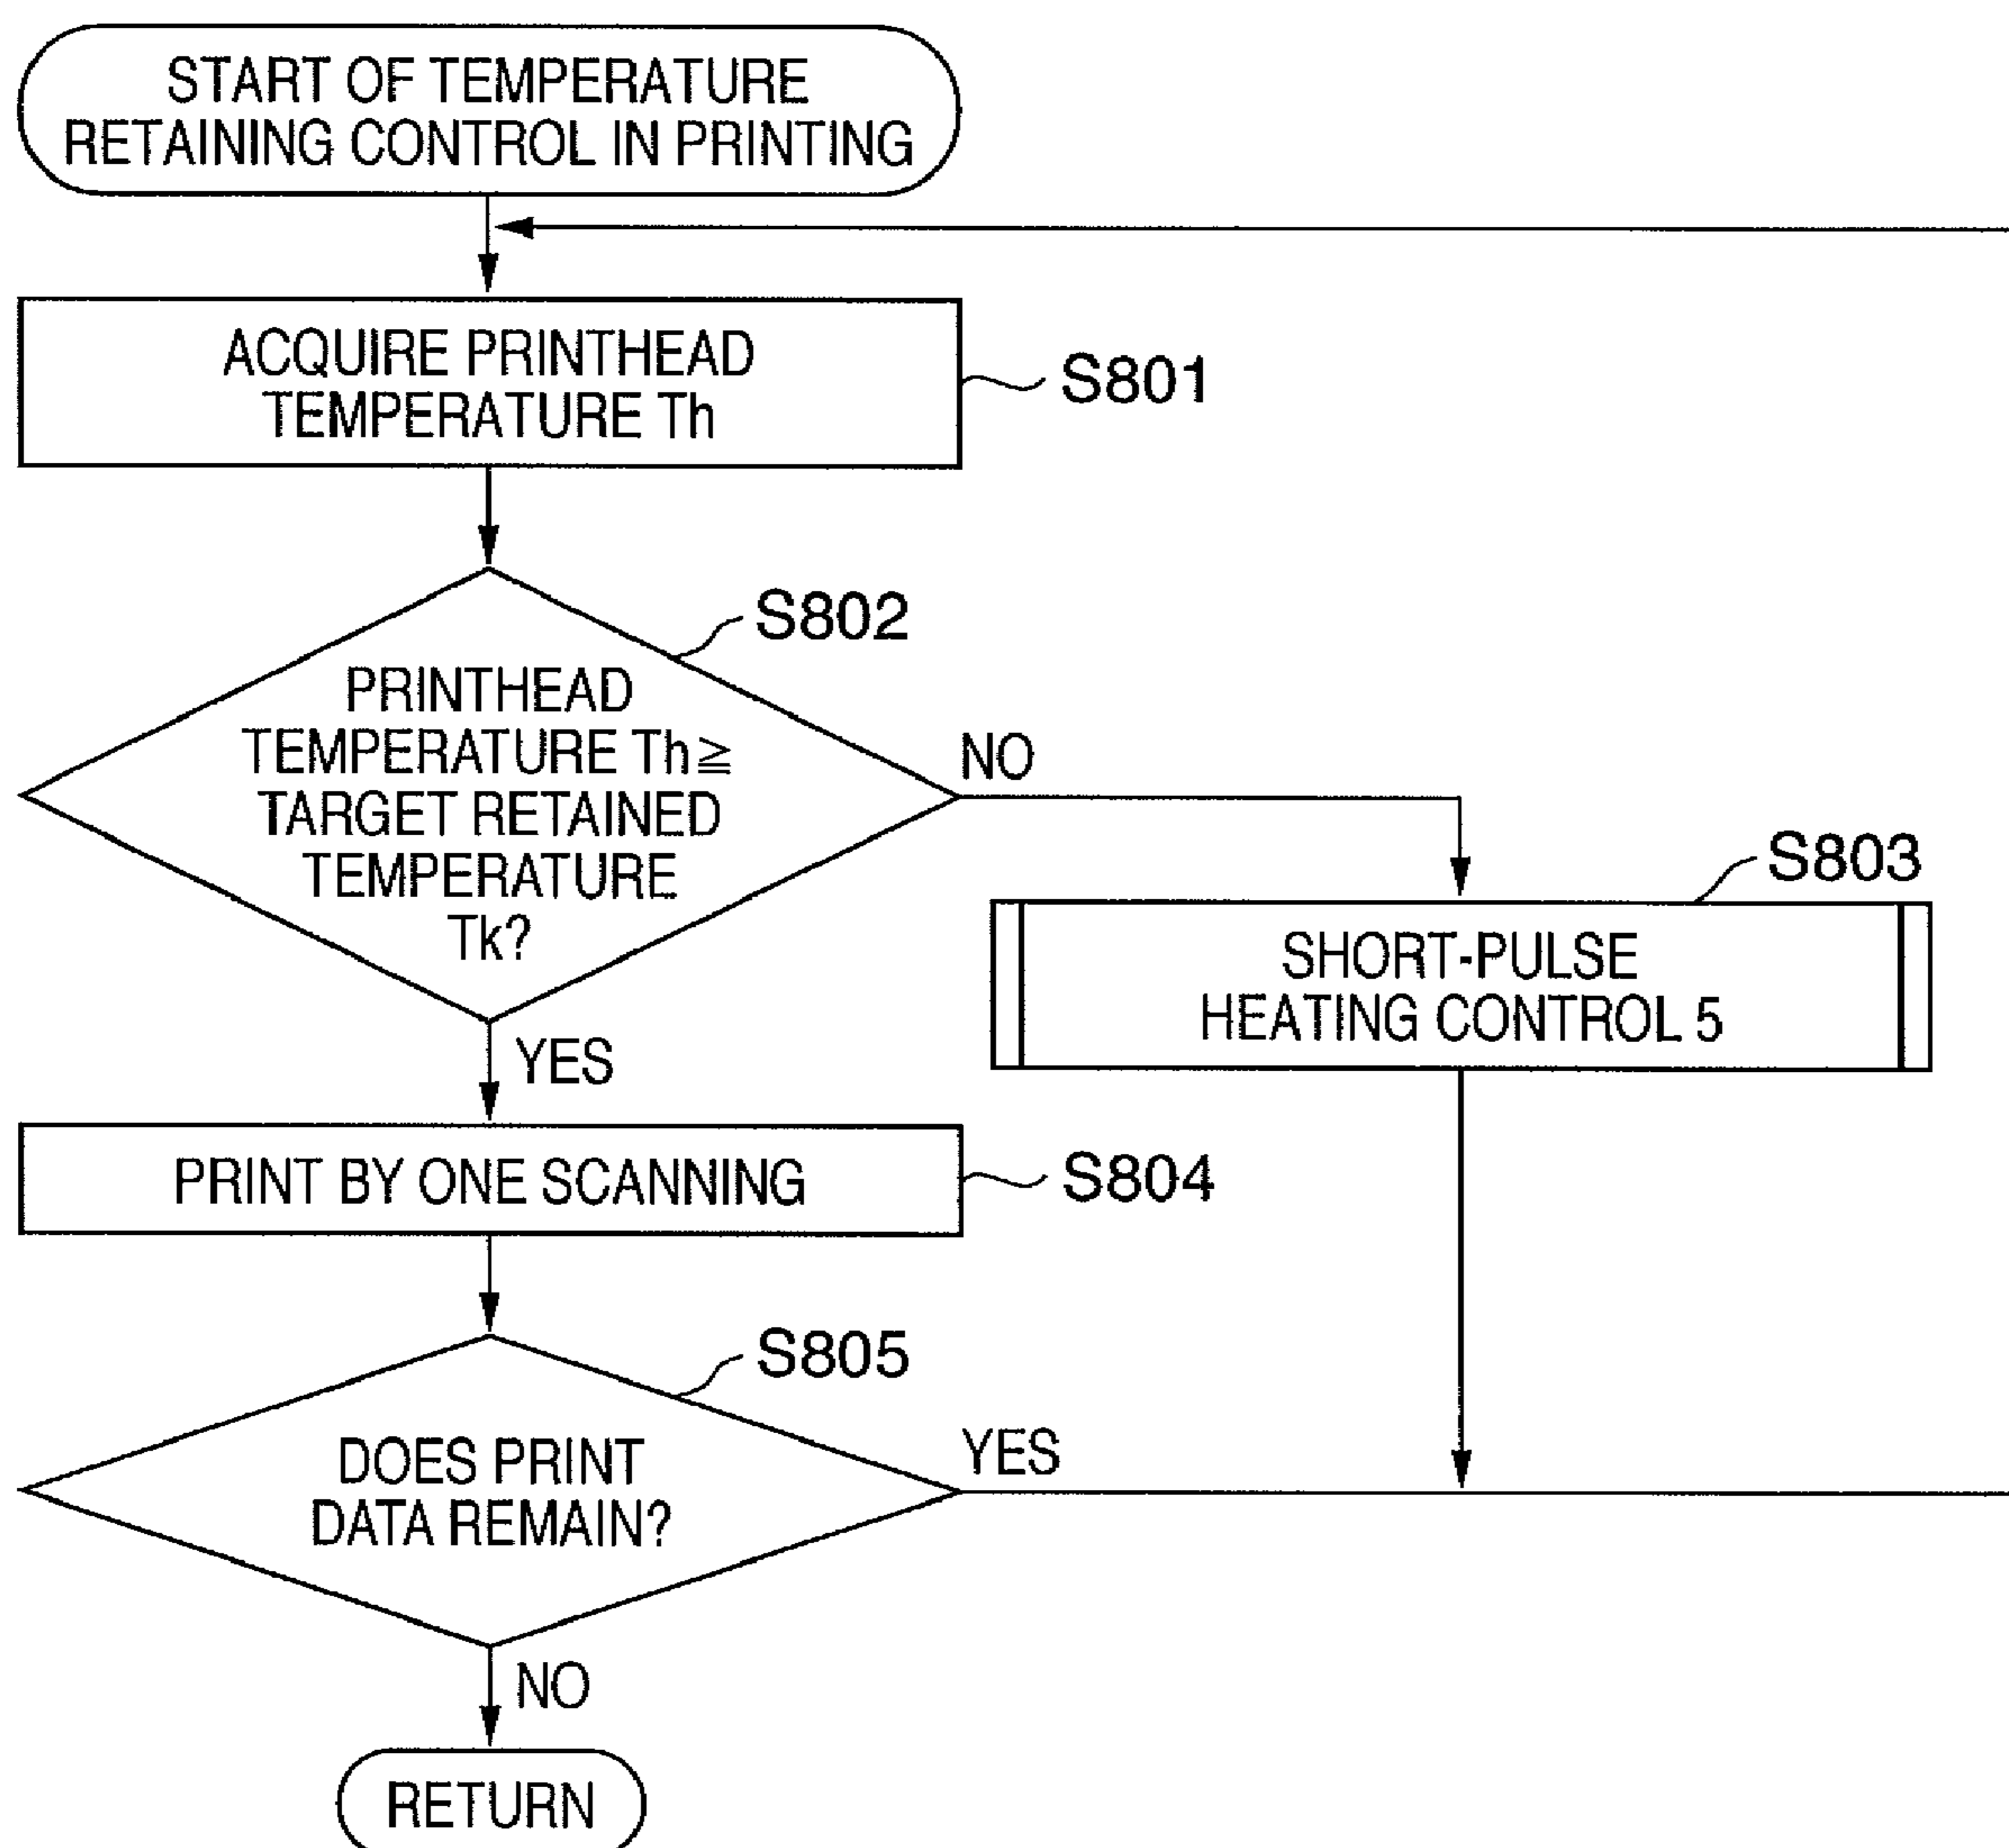 START OF TEMPERATURE
RETAINING CONTROL IN PRINTING
ACQUIRE PRINTHEAD
TEMPERATURE Th
S801
S802
PRINTHEAD
TEMPERATURE Th≧
TARGET RETAINED
TEMPERATURE
Tk?
NO
YES
S803
SHORT-PULSE
HEATING CONTROL 5
PRINT BY ONE SCANNING
S804
S805
DOES PRINT
DATA REMAIN?
YES
NO
RETURN